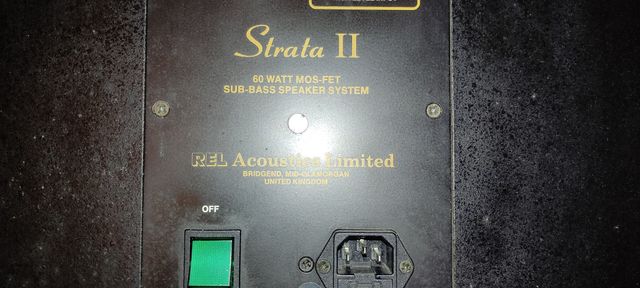 Strata II
60 WATT MOS-FET
SUB-BASS SPEAKER SYSTEM
REL Acoustics Limited
BRIDGEND, MID-GLAMORGAN
UNITED KINGDOM
OFF